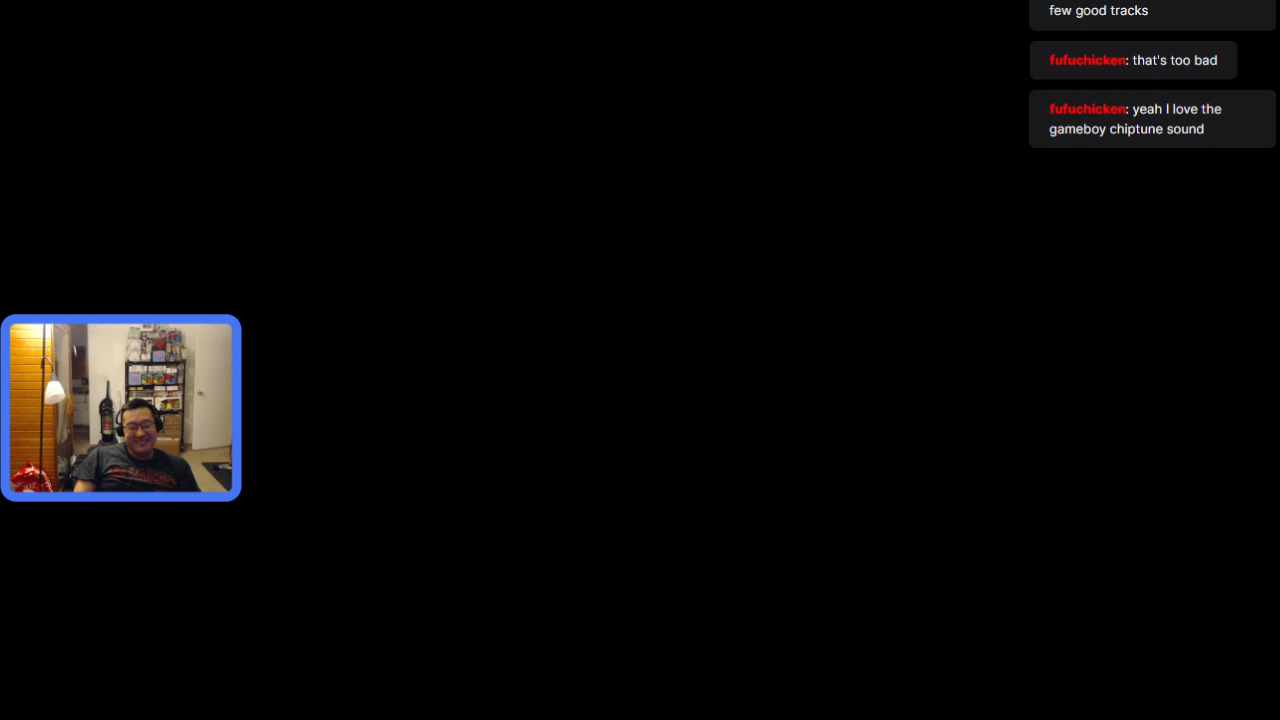 few good tracks
fufuchicken: that's too bad
fufuchicken: yeah I love the
gameboy chiptune sound